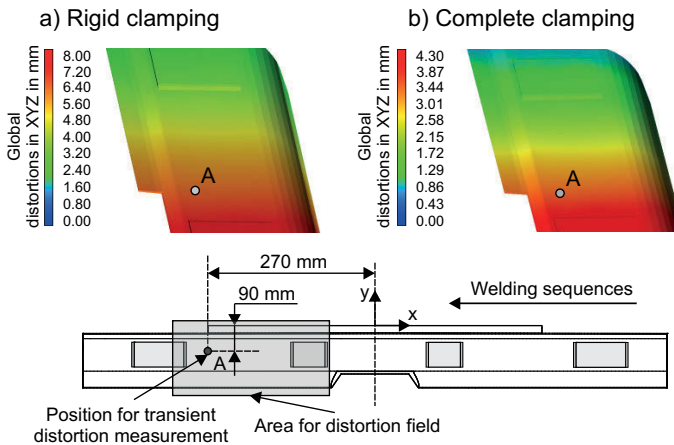 a) Rigid clamping
b) Complete clamping
Global
distortions in XYZ in mm
8.00
7.20
6.40
5.60
4.80
4.00
3.20
2.40
1.60
0.80
0.00
A
Global
distortions in XYZ in mm
4.30
3.87
3.44
3.01
2.58
2.15
1.72
1.29
0.86
0.43
0.00
A
270 mm
90 mm
y
x
Welding sequences
A
Position for transient
distortion measurement
Area for distortion field